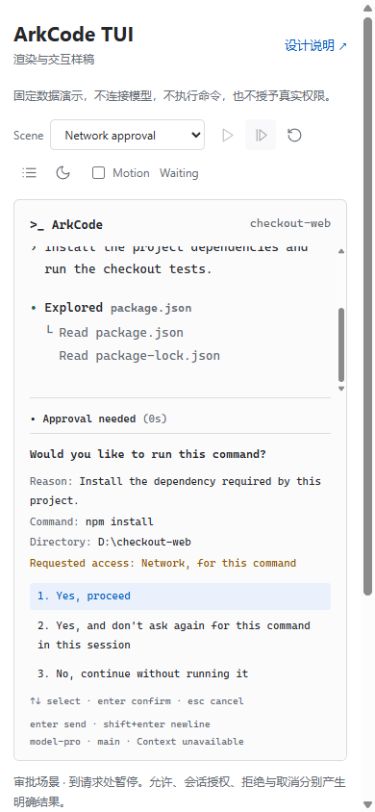 ArkCode TUI
设计说明 ↗
渲染与交互样稿
固定数据演示，不连接模型，不执行命令，也不授予真实权限。
Scene Network approval
Motion Waiting
>_ ArkCode checkout-web
› Install the project dependencies and
run the checkout tests.
• Explored package.json
└ Read package.json
Read package-lock.json
• Approval needed (0s)
Would you like to run this command?
Reason: Install the dependency required by this
project.
Command: npm install
Directory: D:\checkout-web
Requested access: Network, for this command
1. Yes, proceed
2. Yes, and don't ask again for this command
in this session
3. No, continue without running it
↑↓ select · enter confirm · esc cancel
enter send · shift+enter newline
model-pro · main · Context unavailable
审批场景 · 到请求处暂停。允许、会话授权、拒绝与取消分别产生
明确结果。